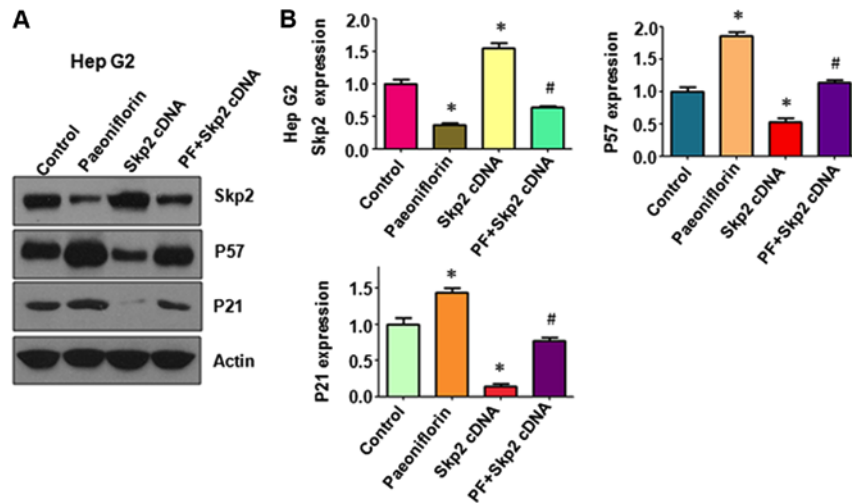 A
Hep G2
Control
Paeoniflorin
Skp2 cDNA
PF+Skp2 cDNA
Skp2
P57
P21
Actin
B
Hep G2
Skp2 expression
2.0
1.5
1.0
0.5
0.0
*
*
#
Control
Paeoniflorin
Skp2 cDNA
PF+Skp2 cDNA
P57 expression
2.0
1.5
1.0
0.5
0.0
*
*
#
Control
Paeoniflorin
Skp2 cDNA
PF+Skp2 cDNA
P21 expression
1.5
1.0
0.5
0.0
*
*
#
Control
Paeoniflorin
Skp2 cDNA
PF+Skp2 cDNA